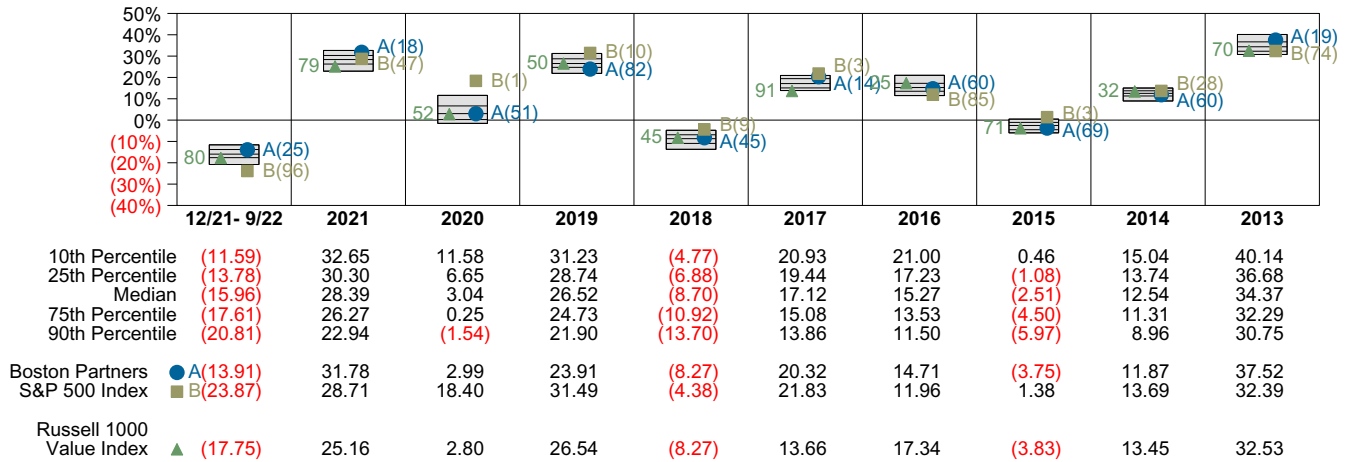 50%
40%
30%
20%
10%
0%
(10%)
(20%)
(30%)
(40%)
80 A(25) B(96)
79 A(18) B(47)
52 B(1) A(51)
50 B(10) A(82)
45 B(9) A(45)
91 B(3) A(14)
25 A(60) B(85)
71 B(3) A(69)
32 B(28) A(60)
70 A(19) B(74)
12/21- 9/22 2021 2020 2019 2018 2017 2016 2015 2014 2013
10th Percentile (11.59) 32.65 11.58 31.23 (4.77) 20.93 21.00 0.46 15.04 40.14
25th Percentile (13.78) 30.30 6.65 28.74 (6.88) 19.44 17.23 (1.08) 13.74 36.68
Median (15.96) 28.39 3.04 26.52 (8.70) 17.12 15.27 (2.51) 12.54 34.37
75th Percentile (17.61) 26.27 0.25 24.73 (10.92) 15.08 13.53 (4.50) 11.31 32.29
90th Percentile (20.81) 22.94 (1.54) 21.90 (13.70) 13.86 11.50 (5.97) 8.96 30.75
Boston Partners A (13.91) 31.78 2.99 23.91 (8.27) 20.32 14.71 (3.75) 11.87 37.52
S&P 500 Index B (23.87) 28.71 18.40 31.49 (4.38) 21.83 11.96 1.38 13.69 32.39
Russell 1000
Value Index (17.75) 25.16 2.80 26.54 (8.27) 13.66 17.34 (3.83) 13.45 32.53